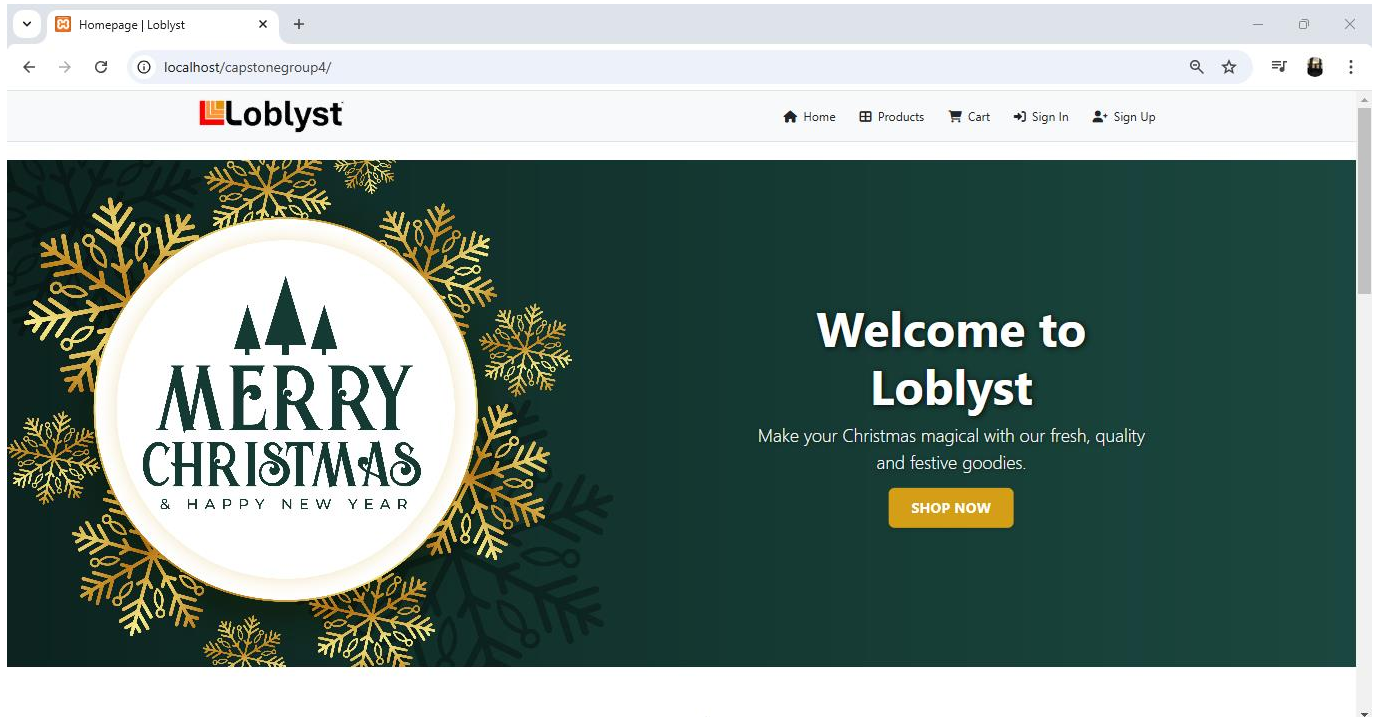 Homepage | Loblyst
localhost/capstonegroup4/
Loblyst
Home Products Cart Sign In Sign Up
MERRY
CHRISTMAS
& HAPPY NEW YEAR
Welcome to
Loblyst
Make your Christmas magical with our fresh, quality
and festive goodies.
SHOP NOW